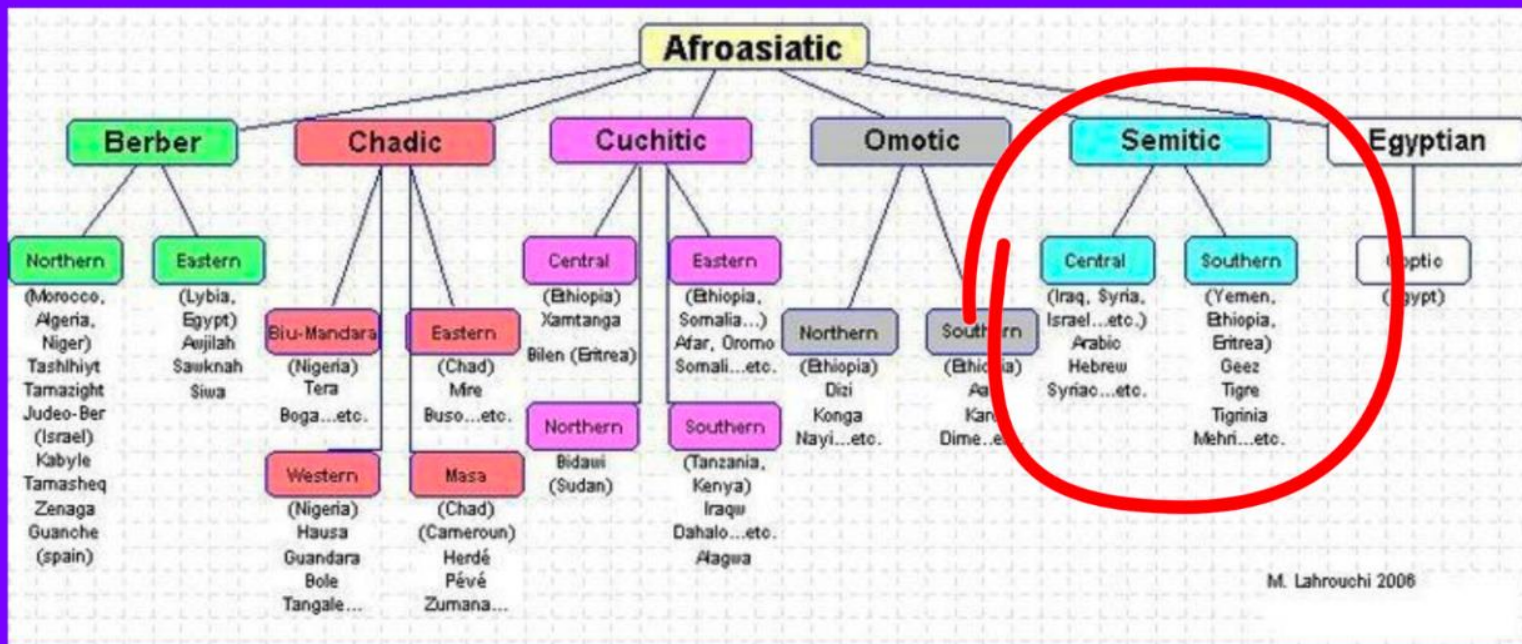 Afroasiatic
Berber
Chadic
Cuchitic
Omotic
Semitic
Egyptian
Northern
(Morocco,
Algeria,
Niger)
Tashlhiyt
Tamazight
Judeo-Ber
(Israel)
Kabyle
Tamasheq
Zenaga
Guanche
(spain)
Eastern
(Lybia,
Egypt)
Awjilah
Sawknah
Siwa
Biu-Mandara
(Nigeria)
Tera
Boga...etc.
Eastern
(Chad)
Mire
Buso...etc.
Western
(Nigeria)
Hausa
Guandara
Bole
Tangale...
Masa
(Chad)
(Cameroun)
Herdé
Pévé
Zumana...
Central
(Ethiopia)
Xamtanga
Bilen (Eritrea)
Eastern
(Ethiopia,
Somalia...)
Afar, Oromo
Somali...etc.
Northern
Bidawi
(Sudan)
Southern
(Tanzania,
Kenya)
Iraqw
Dahalo...etc.
Alagwa
Northern
(Ethiopia)
Dizi
Konga
Nayi...etc.
Southern
(Ethiopia)
Dime..
Central
(Iraq, Syria,
Israel...etc.)
Arabic
Hebrew
Syriac...etc.
Southern
(Yemen,
Ethiopia,
Eritrea)
Geez
Tigre
Tigrinia
Mehri...etc.
Coptic
(Egypt)
M. Lahrouchi 2006